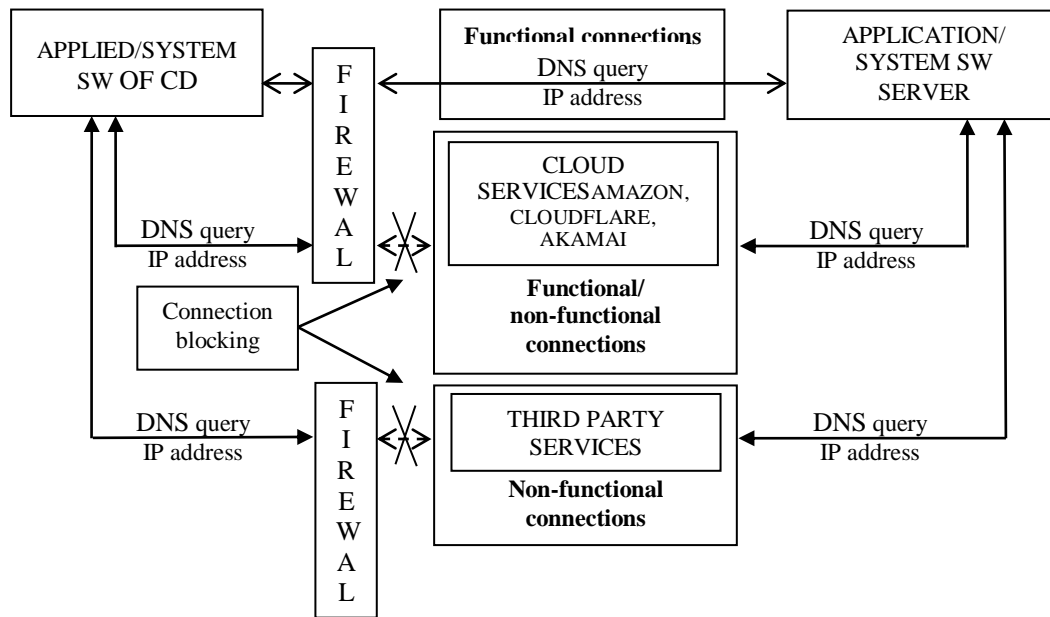 APPLIED/SYSTEM
SW OF CD
F
I
R
E
W
A
L
Functional connections
DNS query
IP address
APPLICATION/
SYSTEM SW
SERVER
CLOUD
SERVICESAMAZON,
CLOUDFLARE,
AKAMAI
Functional/
non-functional
connections
DNS query
IP address
DNS query
IP address
Connection
blocking
F
I
R
E
W
A
L
THIRD PARTY
SERVICES
Non-functional
connections
DNS query
IP address
DNS query
IP address